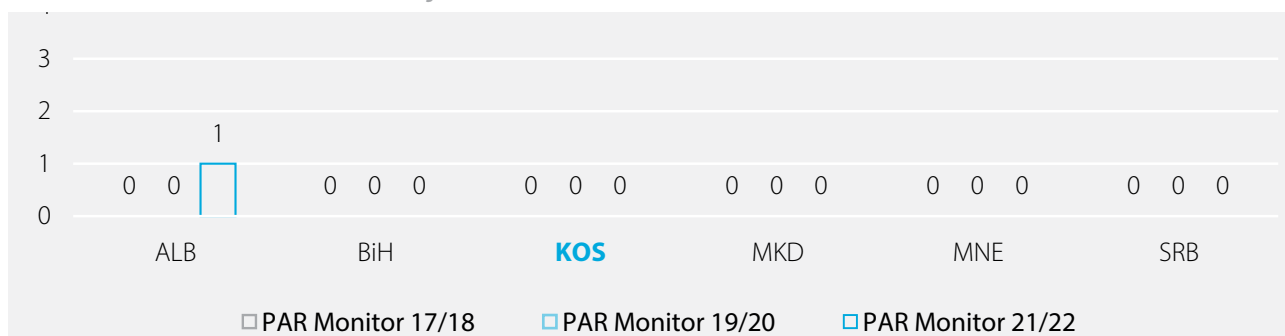 3
2
1
1
0 0 0 0 0 0 0 0 0 0 0 0 0 0 0 0 0
0
ALB BiH KOS MKD MNE SRB
PAR Monitor 17/18 PAR Monitor 19/20 PAR Monitor 21/22